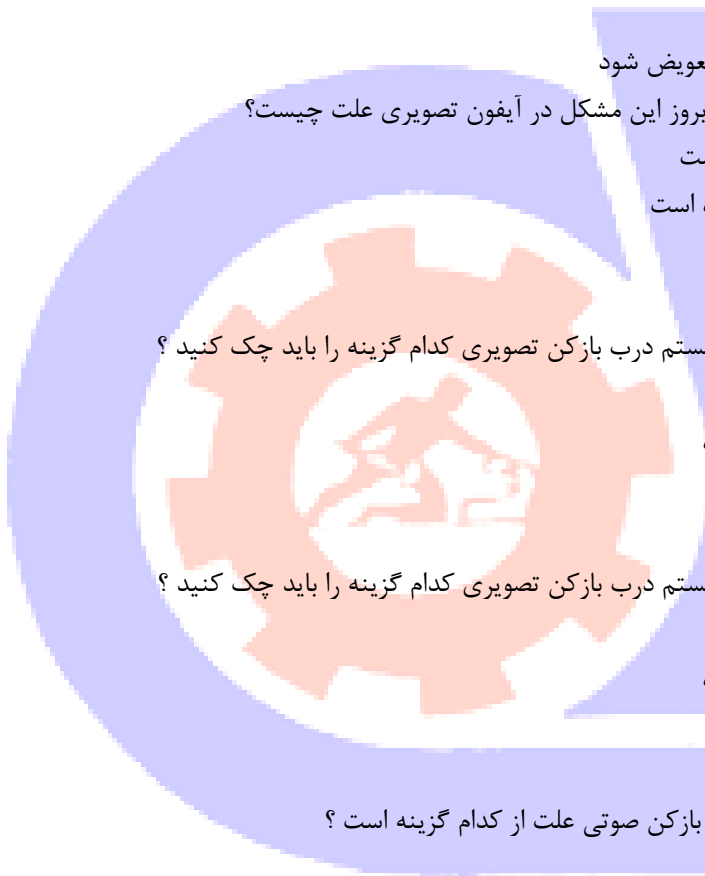 عویض شود
بروز این مشکل در آیفون تصویری علت چیست؟
ست
است
ستم درب بازکن تصویری کدام گزینه را باید چک کنید ؟
ستم درب بازکن تصویری کدام گزینه را باید چک کنید ؟
بازکن صوتی علت از کدام گزینه است ؟